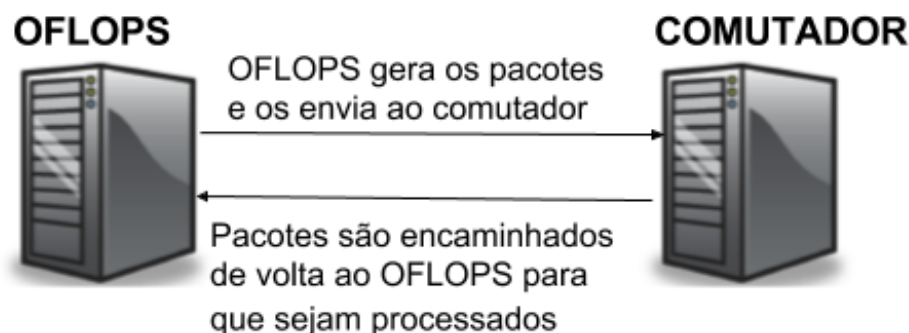 OFLOPS
COMUTADOR
OFLOPS gera os pacotes
e os envia ao comutador
Pacotes são encaminhados
de volta ao OFLOPS para
que sejam processados